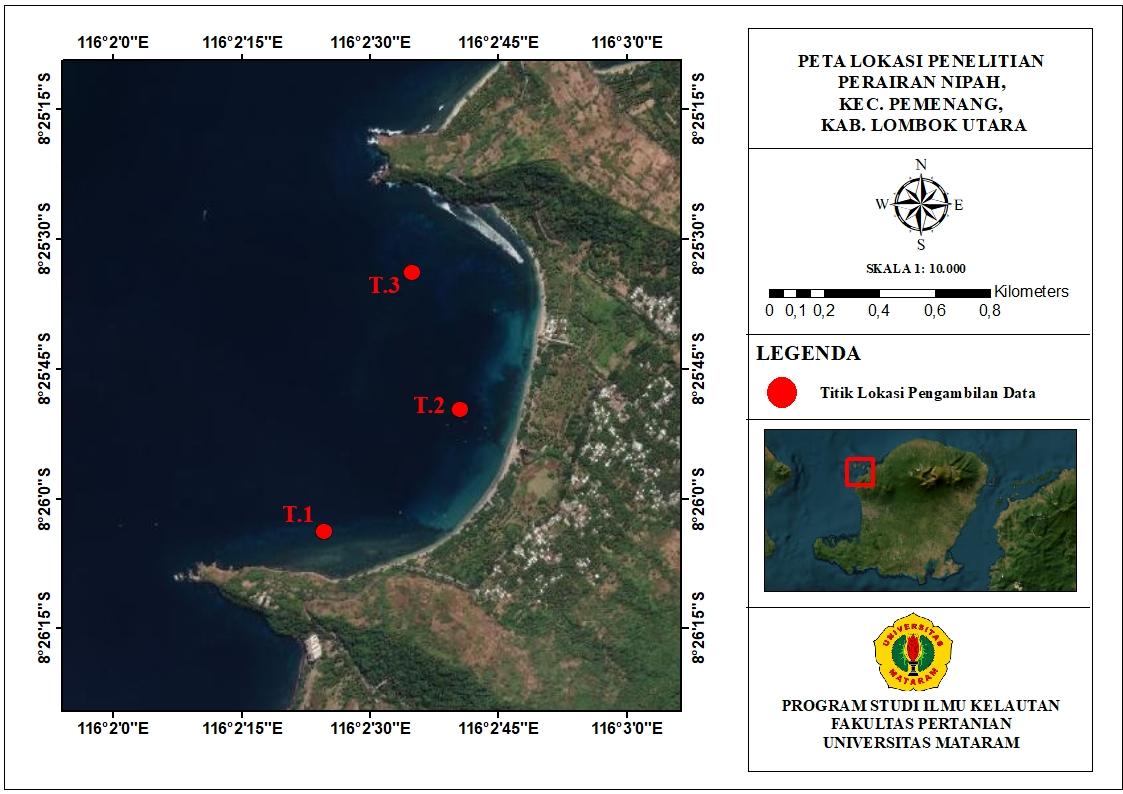 116°2'0"E 116°2'15"E 116°2'30"E 116°2'45"E 116°3'0"E
8°25'15"S
8°25'30"S
8°25'45"S
8°26'0"S
8°26'15"S
T.3
T.2
T.1
8°25'15"S
8°25'30"S
8°25'45"S
8°26'0"S
8°26'15"S
116°2'0"E 116°2'15"E 116°2'30"E 116°2'45"E 116°3'0"E
PETA LOKASI PENELITIAN
PERAIRAN NIPAH,
KEC. PEMENANG,
KAB. LOMBOK UTARA
N
W E
S
SKALA 1: 10.000
Kilometers
0 0,1 0,2 0,4 0,6 0,8
LEGENDA
Titik Lokasi Pengambilan Data
UNIVERSITAS
MATARAM
PROGRAM STUDI ILMU KELAUTAN
FAKULTAS PERTANIAN
UNIVERSITAS MATARAM